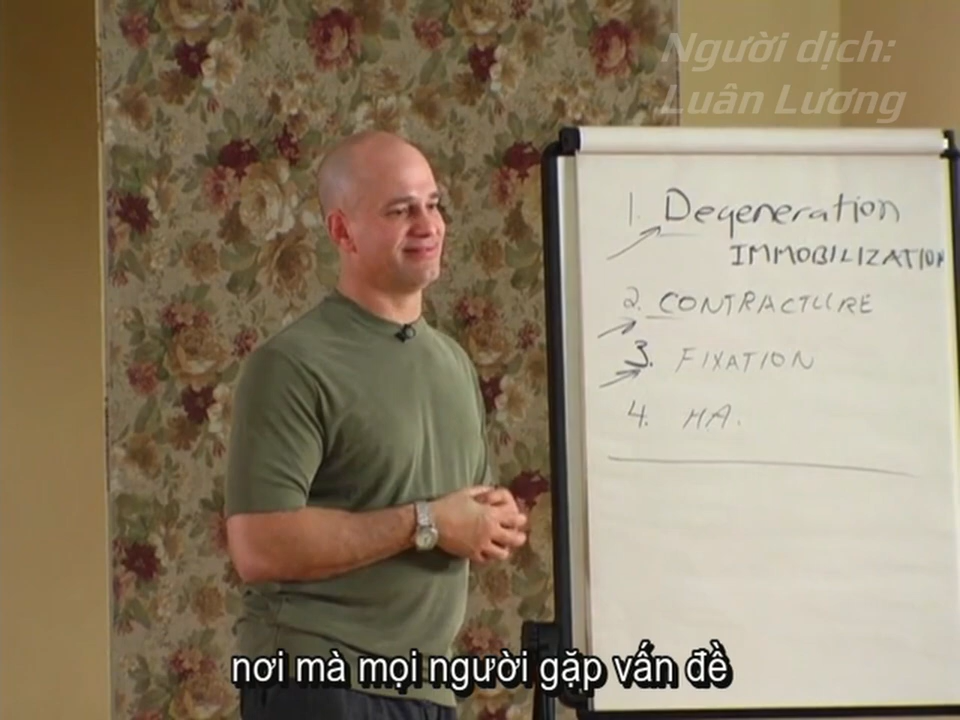 Người dịch:
Luân Lương
1. Degeneration
IMMOBILIZATION
2. CONTRACTURE
3. FIXATION
4. MA.
nơi mà mọi người gặp vấn đề